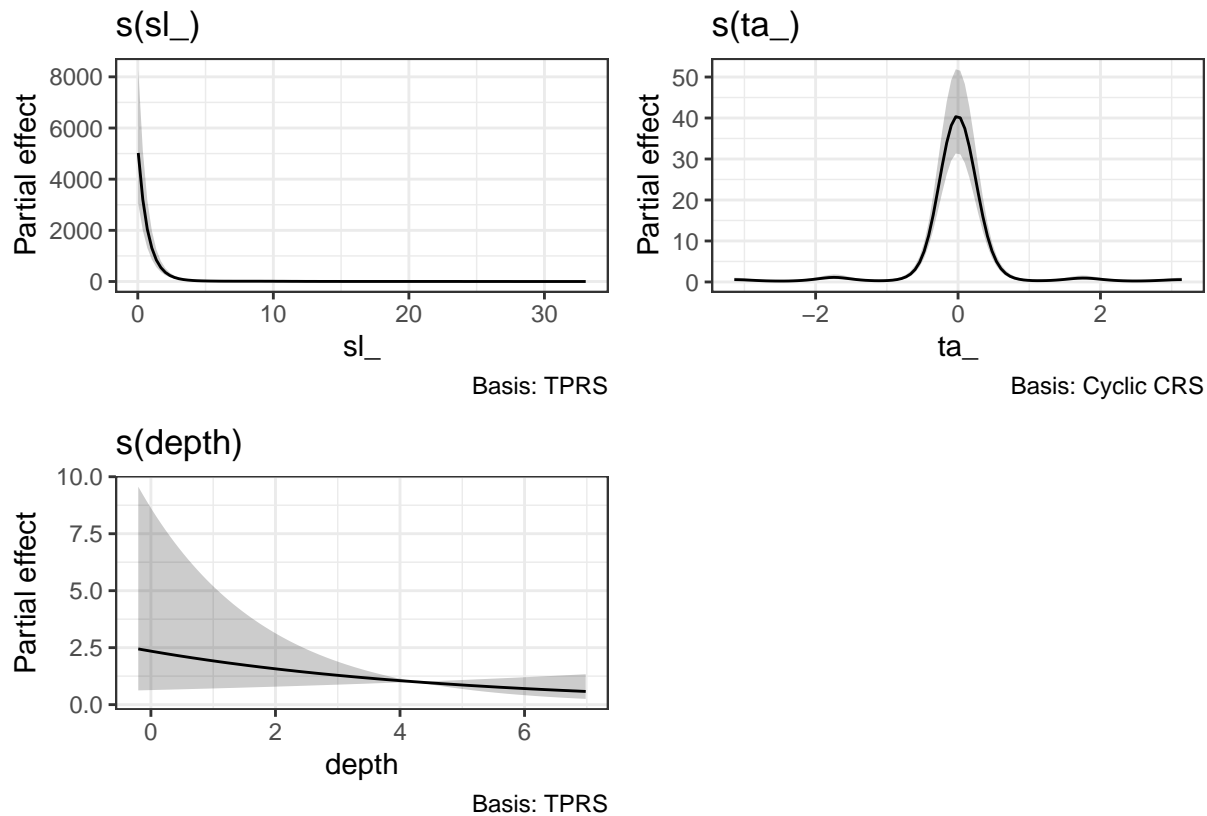 s(sl_)
Partial effect
8000
6000
4000
2000
0
0 10 20 30
sl_
Basis: TPRS
s(ta_)
Partial effect
50
40
30
20
10
0
−2 0 2
ta_
Basis: Cyclic CRS
s(depth)
Partial effect
10.0
7.5
5.0
2.5
0.0
0 2 4 6
depth
Basis: TPRS